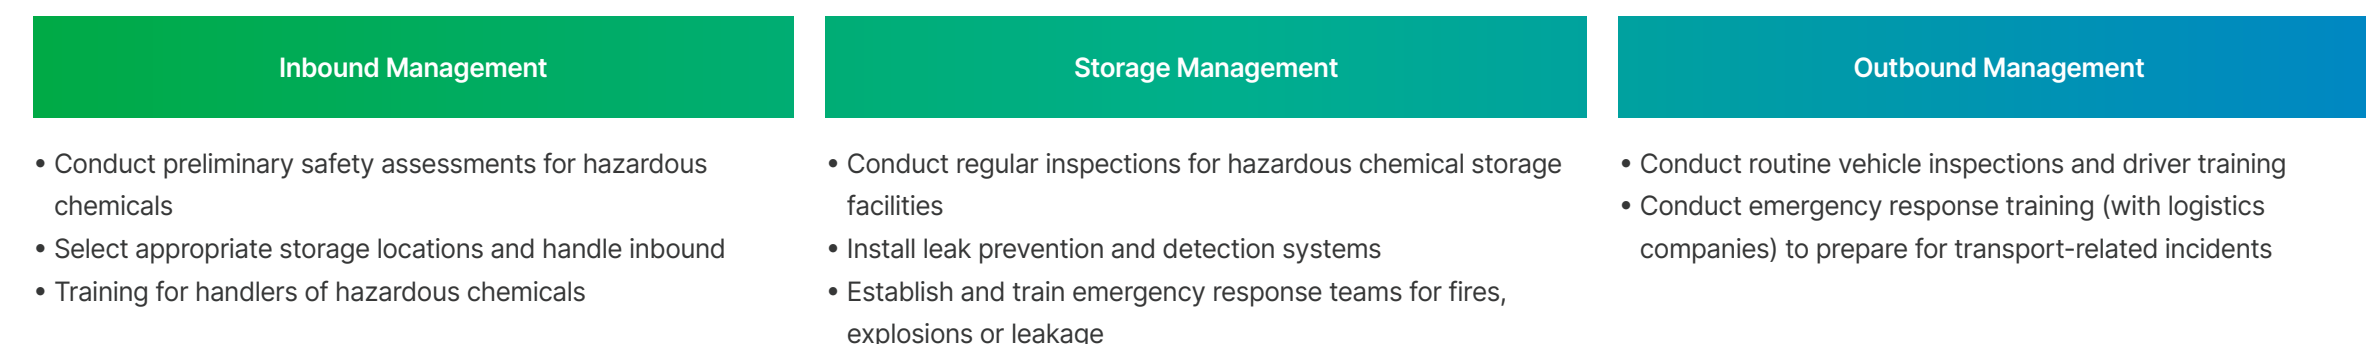 Inbound Management
• Conduct preliminary safety assessments for hazardous
chemicals
• Select appropriate storage locations and handle inbound
• Training for handlers of hazardous chemicals
Storage Management
• Conduct regular inspections for hazardous chemical storage
facilities
• Install leak prevention and detection systems
• Establish and train emergency response teams for fires,
explosions or leakage
Outbound Management
• Conduct routine vehicle inspections and driver training
• Conduct emergency response training (with logistics
companies) to prepare for transport-related incidents